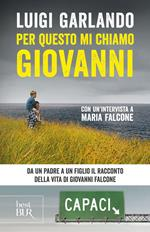 LUIGI GARLANDO
PER QUESTO MI CHIAMO
GIOVANNI
CON UN'INTERVISTA
A MARIA FALCONE
DA UN PADRE A UN FIGLIO IL RACCONTO
DELLA VITA DI GIOVANNI FALCONE
best BUR
CAPACI